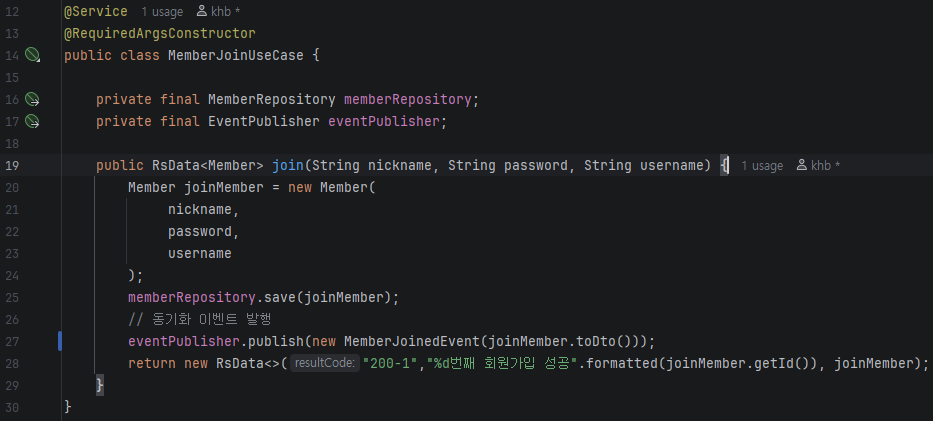 12 @Service 1 usage khb *
13 @RequiredArgsConstructor
14 public class MemberJoinUseCase {
15
16 private final MemberRepository memberRepository;
17 private final EventPublisher eventPublisher;
18
19 public RsData<Member> join(String nickname, String password, String username) { 1 usage khb *
20 Member joinMember = new Member(
21 nickname,
22 password,
23 username
24 );
25 memberRepository.save(joinMember);
26 // 동기화 이벤트 발행
27 eventPublisher.publish(new MemberJoinedEvent(joinMember.toDto()));
28 return new RsData<>( resultCode: "200-1","%d번째 회원가입 성공".formatted(joinMember.getId()), joinMember);
29 }
30 }